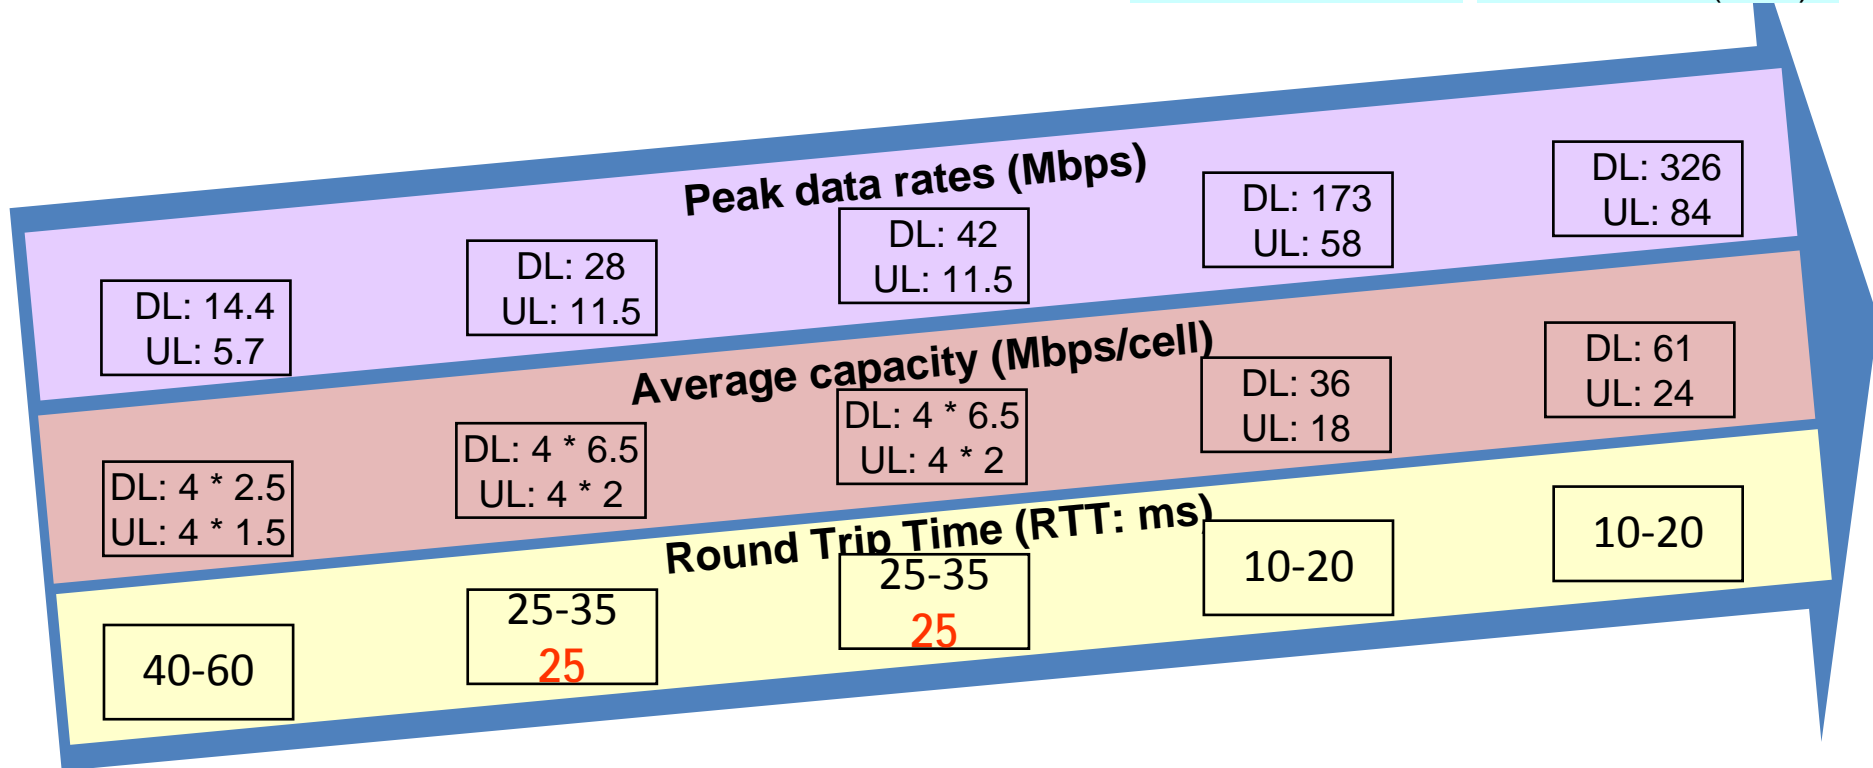 Peak data rates (Mbps)
DL: 14.4
UL: 5.7
DL: 28
UL: 11.5
DL: 42
UL: 11.5
DL: 173
UL: 58
DL: 326
UL: 84
Average capacity (Mbps/cell)
DL: 4 * 2.5
UL: 4 * 1.5
DL: 4 * 6.5
UL: 4 * 2
DL: 4 * 6.5
UL: 4 * 2
DL: 36
UL: 18
DL: 61
UL: 24
Round Trip Time (RTT: ms)
40-60
25-35
25
25-35
25
10-20
10-20